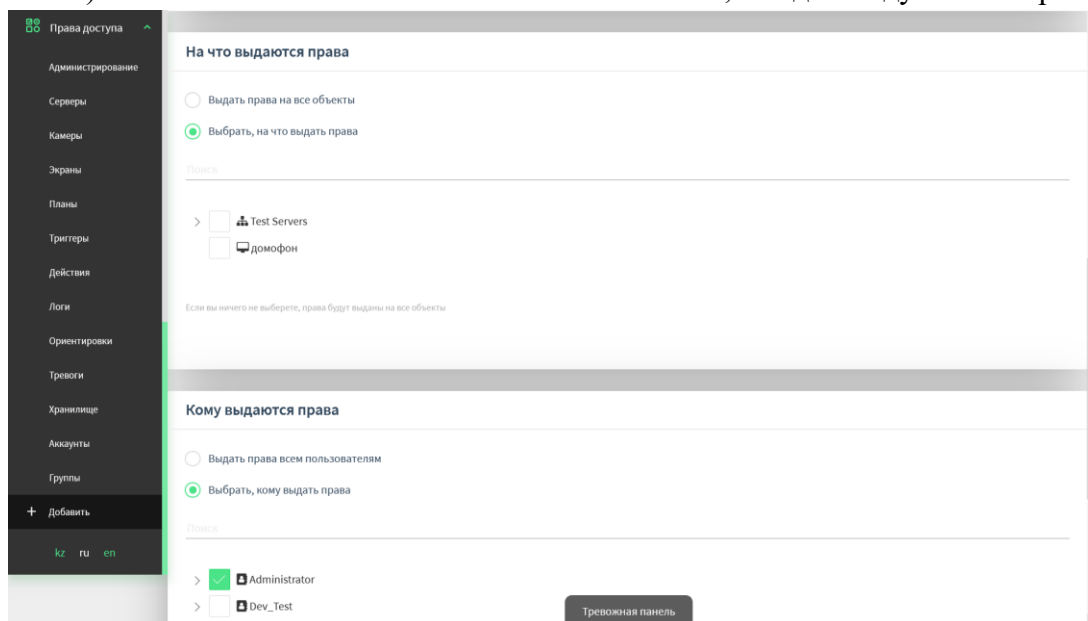 Права доступа
Администрирование
Серверы
Камеры
Экраны
Планы
Триггеры
Действия
Логи
Ориентировки
Тревоги
Хранилище
Аккаунты
Группы
+ Добавить
kz ru en
На что выдаются права
Выдать права на все объекты
Выбрать, на что выдать права
Поиск
Test Servers
домофон
Если вы ничего не выберете, права будут выданы на все объекты
Кому выдаются права
Выдать права всем пользователям
Выбрать, кому выдать права
Поиск
Administrator
Dev_Test
Тревожная панель